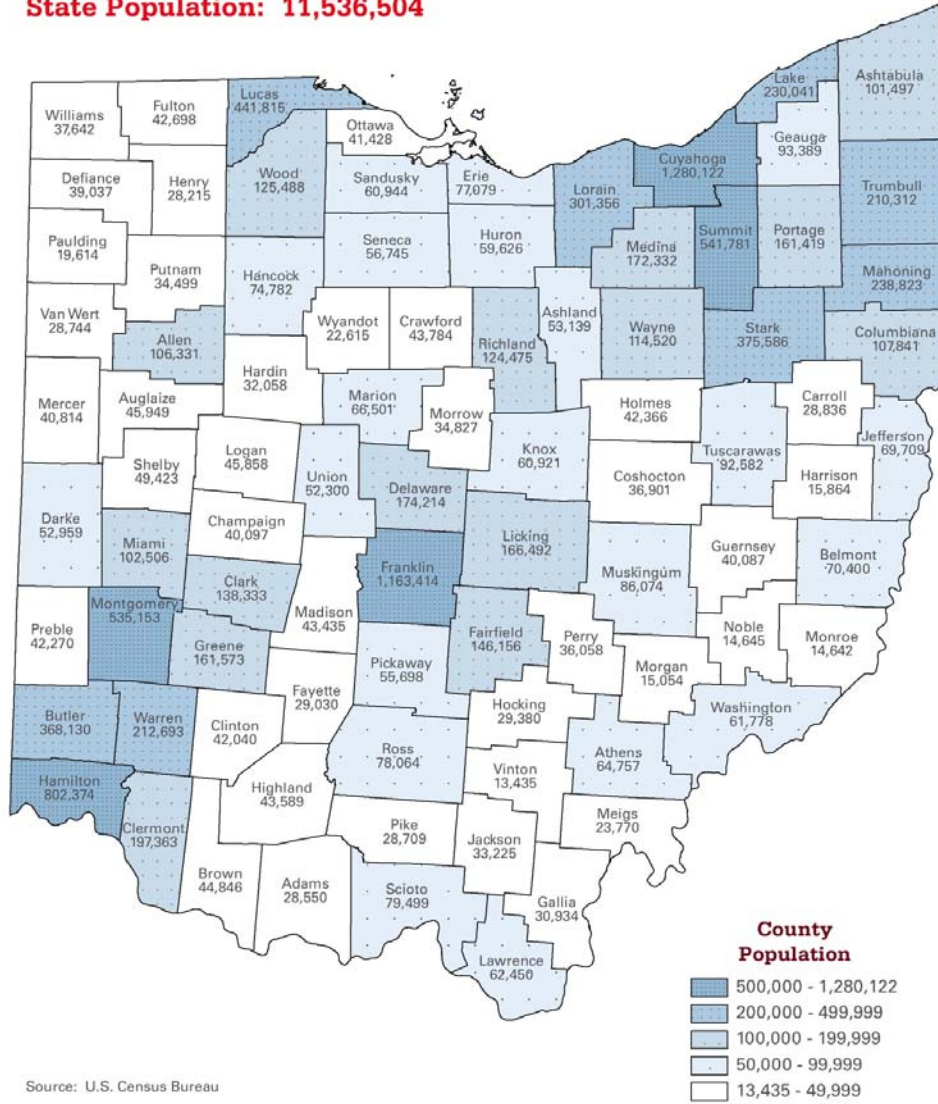 State Population: 11,536,504
Lake
230,041
Ashtabula
101,497
Lucas
441,815
Williams
37,642
Fulton
42,698
Ottawa
41,428
Geauga
93,389
Cuyahoga
1,280,122
Defiance
39,037
Henry
28,215
Wood
125,488
Sandusky
60,944
Erie
77,079
Lorain
301,356
Trumbull
210,312
Summit
541,781
Portage
161,419
Paulding
19,614
Seneca
56,745
Huron
59,626
Medina
172,332
Putnam
34,499
Hancock
74,782
Mahoning
238,823
Van Wert
28,744
Allen
106,331
Wyandot
22,615
Crawford
43,784
Richland
124,475
Ashland
53,139
Wayne
114,520
Stark
375,586
Columbiana
107,841
Hardin
32,058
Mercer
40,814
Auglaize
45,949
Marion
66,501
Morrow
34,827
Holmes
42,366
Carroll
28,836
Jefferson
69,709
Shelby
49,423
Logan
45,858
Union
52,300
Knox
60,921
Coshocton
36,901
Tuscarawas
92,582
Harrison
15,864
Delaware
174,214
Darke
52,959
Champaign
40,097
Miami
102,506
Licking
166,492
Guernsey
40,087
Belmont
70,400
Clark
138,333
Franklin
1,163,414
Muskingum
86,074
Madison
43,435
Montgomery
535,153
Preble
42,270
Greene
161,573
Fairfield
146,156
Perry
36,058
Noble
14,645
Monroe
14,642
Pickaway
55,698
Morgan
15,054
Fayette
29,030
Hocking
29,380
Washington
61,778
Butler
368,130
Warren
212,693
Clinton
42,040
Ross
78,064
Athens
64,757
Vinton
13,435
Hamilton
802,374
Highland
43,589
Clermont
197,363
Pike
28,709
Jackson
33,225
Meigs
23,770
Brown
44,846
Adams
28,550
Scioto
79,499
Gallia
30,934
Lawrence
62,450
County
Population
500,000 - 1,280,122
200,000 - 499,999
100,000 - 199,999
50,000 - 99,999
13,435 - 49,999
Source: U.S. Census Bureau